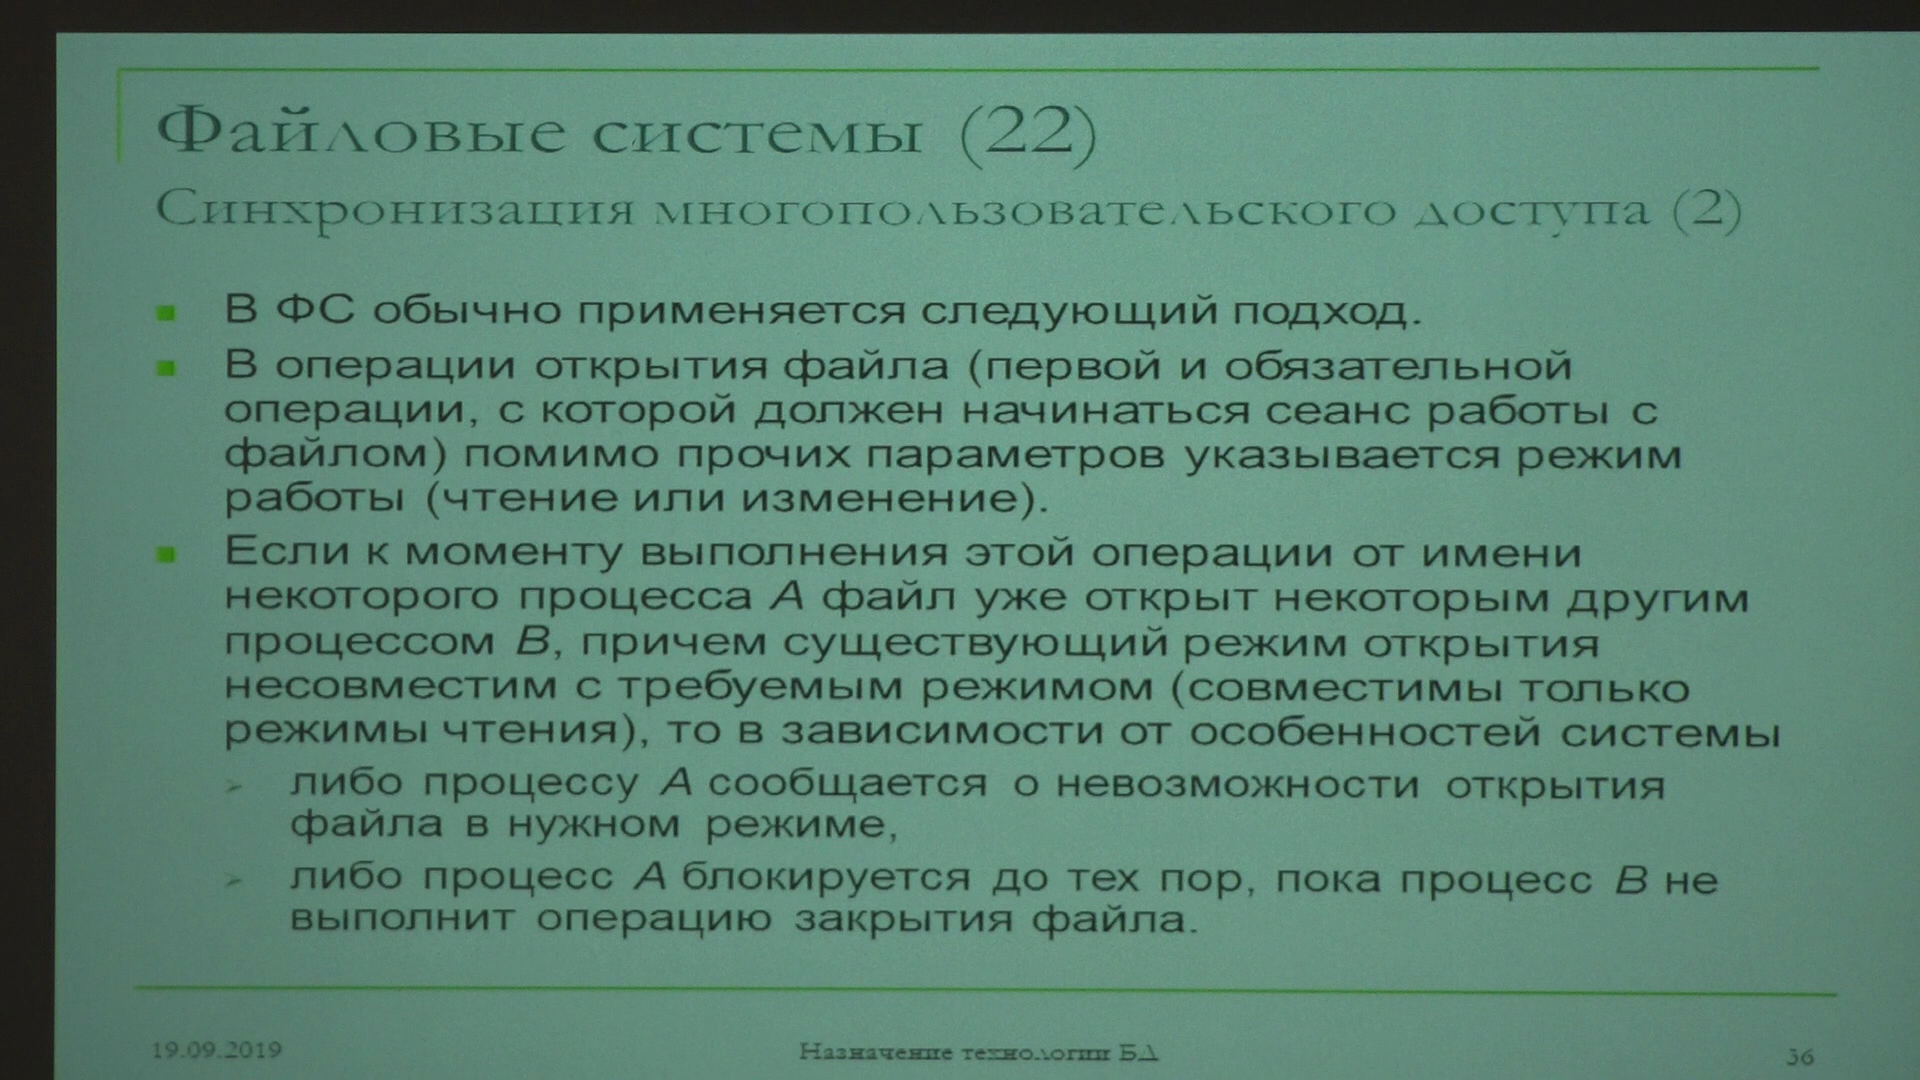 Файловые системы (22)
Синхронизация многопользовательского доступа (2)
В ФС обычно применяется следующий подход.
В операции открытия файла (первой и обязательной
операции, с которой должен начинаться сеанс работы с
файлом) помимо прочих параметров указывается режим
работы (чтение или изменение).
Если к моменту выполнения этой операции от имени
некоторого процесса A файл уже открыт некоторым другим
процессом B, причем существующий режим открытия
несовместим с требуемым режимом (совместимы только
режимы чтения), то в зависимости от особенностей системы
либо процессу A сообщается о невозможности открытия
файла в нужном режиме,
либо процесс A блокируется до тех пор, пока процесс B не
выполнит операцию закрытия файла.
19.09.2019
Назначение технологии БД
36